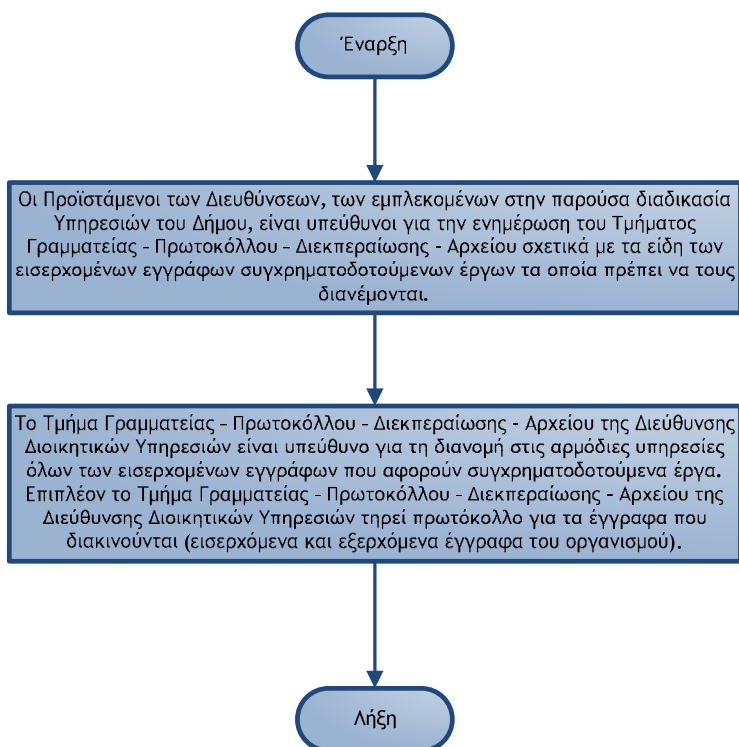 Έναρξη
Οι Προϊστάμενοι των Διευθύνσεων, των εμπλεκομένων στην παρούσα διαδικασία
Υπηρεσιών του Δήμου, είναι υπεύθυνοι για την ενημέρωση του Τμήματος
Γραμματείας – Πρωτοκόλλου – Διεκπεραίωσης - Αρχείου σχετικά με τα είδη των
εισερχομένων εγγράφων συγχρηματοδοτούμενων έργων τα οποία πρέπει να τους
διανέμονται.
Το Τμήμα Γραμματείας – Πρωτοκόλλου - Διεκπεραίωσης - Αρχείου της Διεύθυνσης
Διοικητικών Υπηρεσιών είναι υπεύθυνο για τη διανομή στις αρμόδιες υπηρεσίες
όλων των εισερχομένων εγγράφων που αφορούν συγχρηματοδοτούμενα έργα.
Επιπλέον το Τμήμα Γραμματείας – Πρωτοκόλλου - Διεκπεραίωσης - Αρχείου της
Διεύθυνσης Διοικητικών Υπηρεσιών τηρεί πρωτόκολλο για τα έγγραφα που
διακινούνται (εισερχόμενα και εξερχόμενα έγγραφα του οργανισμού).
Λήξη